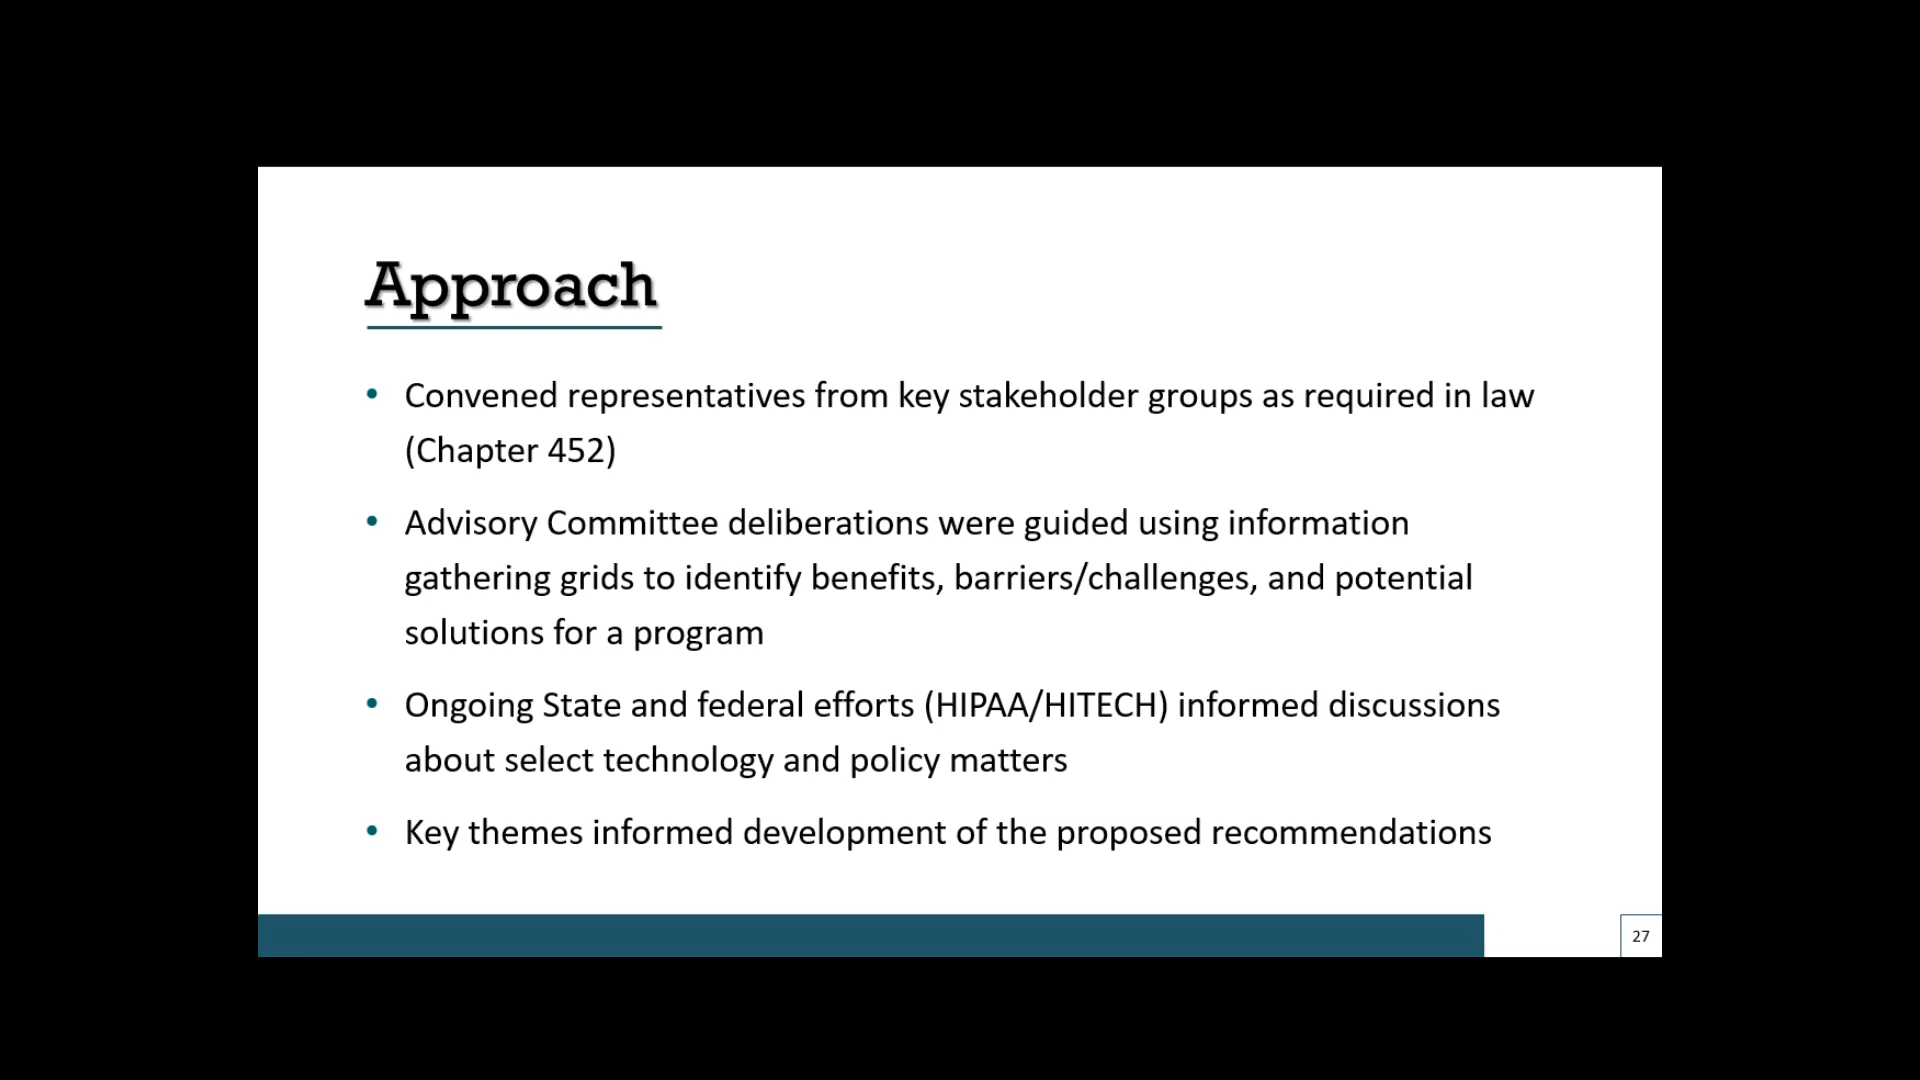 Approach
• Convened representatives from key stakeholder groups as required in law
(Chapter 452)
• Advisory Committee deliberations were guided using information
gathering grids to identify benefits, barriers/challenges, and potential
solutions for a program
• Ongoing State and federal efforts (HIPAA/HITECH) informed discussions
about select technology and policy matters
• Key themes informed development of the proposed recommendations
27